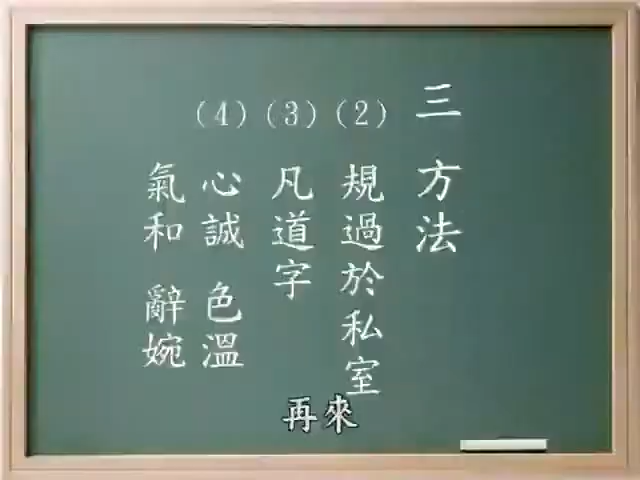 三 方法
(2) 規過於私室
(3) 凡道字
(4) 心誠 色溫
氣和 辭婉
再來